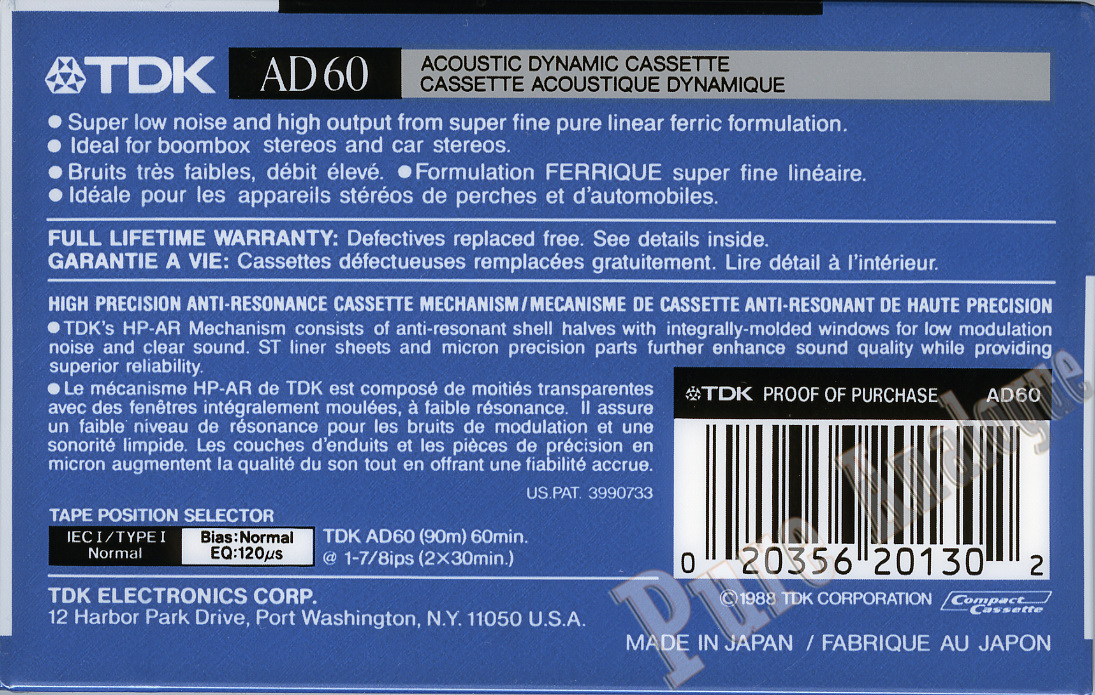 TDK AD60 ACOUSTIC DYNAMIC CASSETTE
CASSETTE ACOUSTIQUE DYNAMIQUE
● Super low noise and high output from super fine pure linear ferric formulation.
● Ideal for boombox stereos and car stereos.
● Bruits très faibles, débit élevé. ● Formulation FERRIQUE super fine linéaire.
● Idéale pour les appareils stéréos de perches et d'automobiles.
FULL LIFETIME WARRANTY: Defectives replaced free. See details inside.
GARANTIE A VIE: Cassettes défectueuses remplacées gratuitement. Lire détail à l'intérieur.
HIGH PRECISION ANTI-RESONANCE CASSETTE MECHANISM/MECANISME DE CASSETTE ANTI-RESONANT DE HAUTE PRECISION
● TDK's HP-AR Mechanism consists of anti-resonant shell halves with integrally-molded windows for low modulation
noise and clear sound. ST liner sheets and micron precision parts further enhance sound quality while providing
superior reliability.
● Le mécanisme HP-AR de TDK est composé de moitiés transparentes
avec des fenêtres intégralement moulées, à faible résonance. Il assure
un faible niveau de résonance pour les bruits de modulation et une
sonorité limpide. Les couches d'enduits et les pièces de précision en
micron augmentent la qualité du son tout en offrant une fiabilité accrue.
US.PAT. 3990733
TAPE POSITION SELECTOR
IEC I/TYPE I
Normal
Bias:Normal
EQ:120μs
TDK AD60 (90m) 60min.
@ 1-7/8ips (2×30min.)
TDK ELECTRONICS CORP.
12 Harbor Park Drive, Port Washington, N.Y. 11050 U.S.A.
TDK PROOF OF PURCHASE AD60
0 20356 20130 2
©1988 TDK CORPORATION Compact Cassette
MADE IN JAPAN / FABRIQUE AU JAPON
Pure Analogue